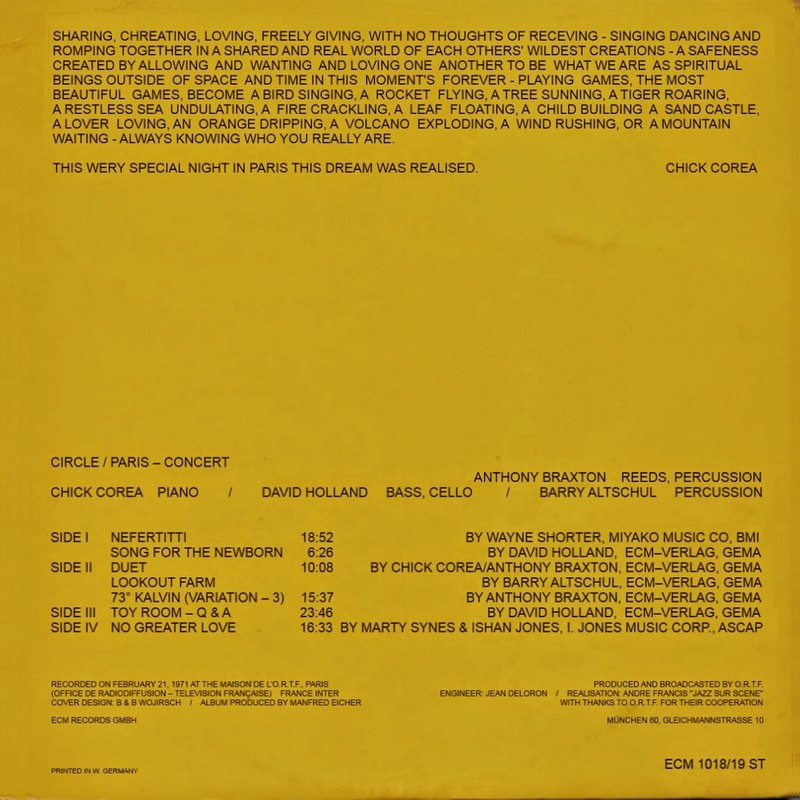 SHARING, CHREATING, LOVING, FREELY GIVING, WITH NO THOUGHTS OF RECEVING - SINGING DANCING AND
ROMPING TOGETHER IN A SHARED AND REAL WORLD OF EACH OTHERS' WILDEST CREATIONS - A SAFENESS
CREATED BY ALLOWING AND WANTING AND LOVING ONE ANOTHER TO BE WHAT WE ARE AS SPIRITUAL
BEINGS OUTSIDE OF SPACE AND TIME IN THIS MOMENT'S FOREVER - PLAYING GAMES, THE MOST
BEAUTIFUL GAMES, BECOME A BIRD SINGING, A ROCKET FLYING, A TREE SUNNING, A TIGER ROARING,
A RESTLESS SEA UNDULATING, A FIRE CRACKLING, A LEAF FLOATING, A CHILD BUILDING A SAND CASTLE,
A LOVER LOVING, AN ORANGE DRIPPING, A VOLCANO EXPLODING, A WIND RUSHING, OR A MOUNTAIN
WAITING - ALWAYS KNOWING WHO YOU REALLY ARE.
THIS WERY SPECIAL NIGHT IN PARIS THIS DREAM WAS REALISED. CHICK COREA
CIRCLE / PARIS – CONCERT
ANTHONY BRAXTON REEDS, PERCUSSION
CHICK COREA PIANO / DAVID HOLLAND BASS, CELLO / BARRY ALTSCHUL PERCUSSION
SIDE I NEFERTITTI 18:52 BY WAYNE SHORTER, MIYAKO MUSIC CO, BMI
SONG FOR THE NEWBORN 6:26 BY DAVID HOLLAND, ECM–VERLAG, GEMA
SIDE II DUET 10:08 BY CHICK COREA/ANTHONY BRAXTON, ECM–VERLAG, GEMA
LOOKOUT FARM BY BARRY ALTSCHUL, ECM–VERLAG, GEMA
73° KALVIN (VARIATION – 3) 15:37 BY ANTHONY BRAXTON, ECM–VERLAG, GEMA
SIDE III TOY ROOM – Q & A 23:46 BY DAVID HOLLAND, ECM–VERLAG, GEMA
SIDE IV NO GREATER LOVE 16:33 BY MARTY SYNES & ISHAN JONES, I. JONES MUSIC CORP., ASCAP
RECORDED ON FEBRUARY 21, 1971 AT THE MAISON DE L'O.R.T.F., PARIS PRODUCED AND BROADCASTED BY O.R.T.F.
(OFFICE DE RADIODIFFUSION – TELEVISION FRANÇAISE) FRANCE INTER ENGINEER: JEAN DELORON / REALISATION: ANDRE FRANCIS "JAZZ SUR SCENE"
COVER DESIGN: B & B WOJIRSCH / ALBUM PRODUCED BY MANFRED EICHER WITH THANKS TO O.R.T.F. FOR THEIR COOPERATION
ECM RECORDS GMBH MÜNCHEN 60, GLEICHMANNSTRASSE 10
ECM 1018/19 ST
PRINTED IN W. GERMANY